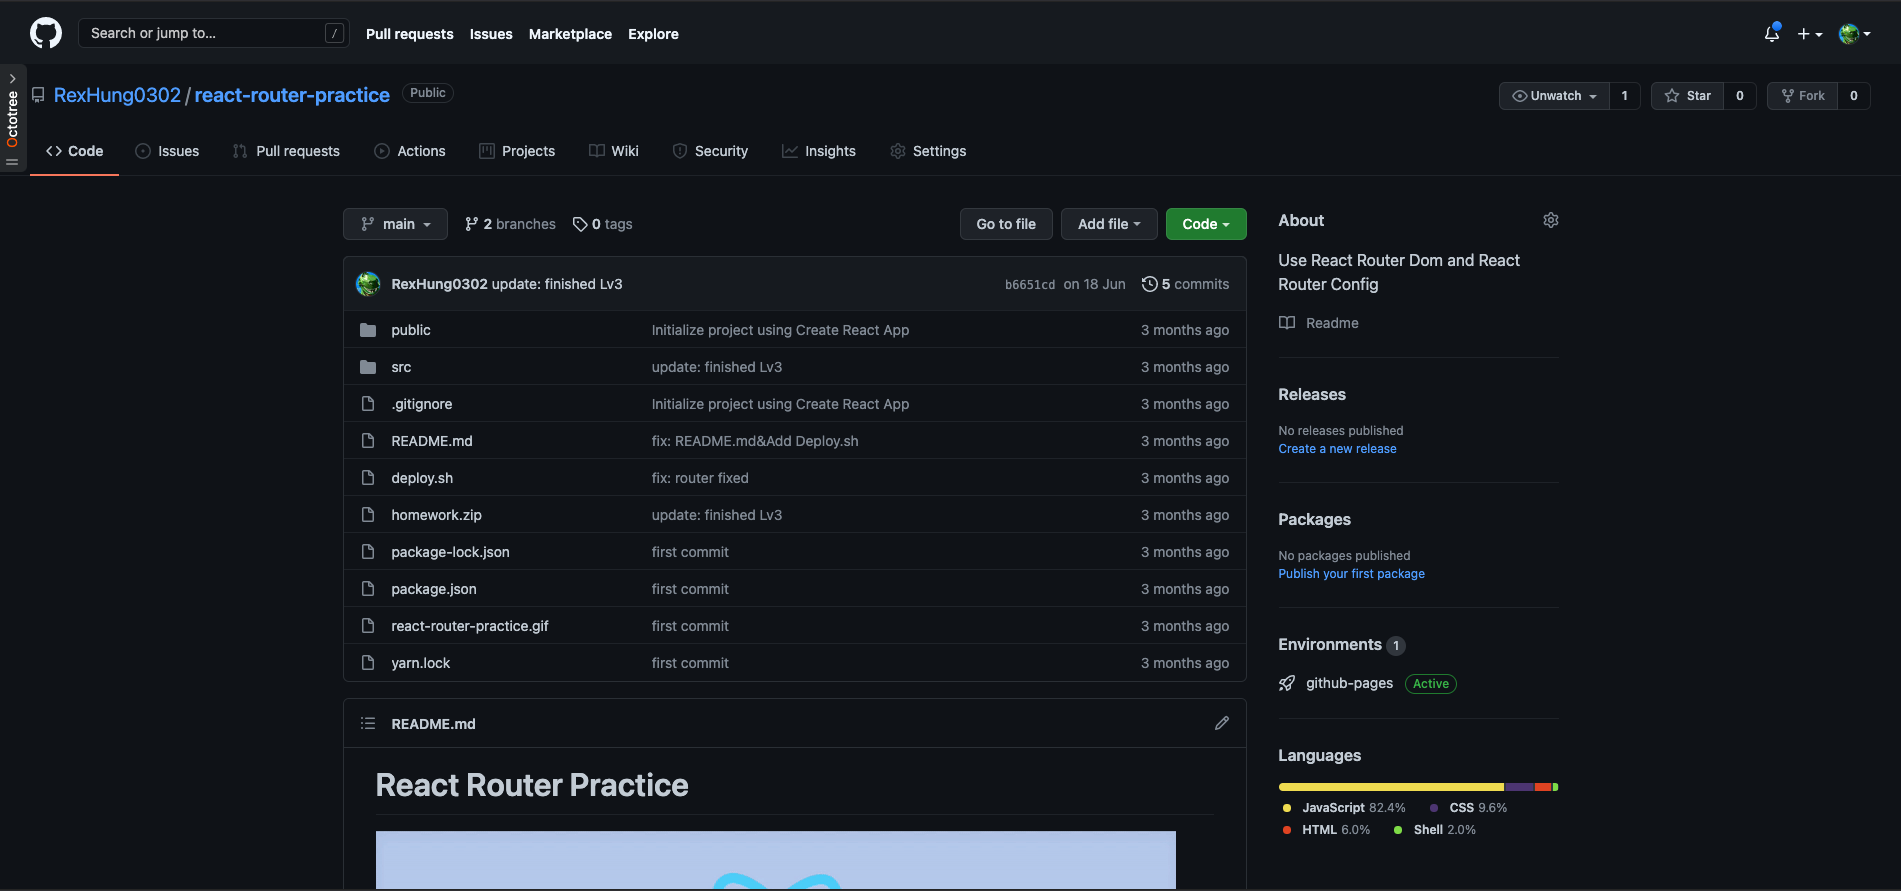 Search or jump to... /
Pull requests Issues Marketplace Explore
Octotree
RexHung0302 / react-router-practice Public
Unwatch 1 Star 0 Fork 0
Code Issues Pull requests Actions Projects Wiki Security Insights Settings
main 2 branches 0 tags Go to file Add file Code
RexHung0302 update: finished Lv3 b6651cd on 18 Jun 5 commits
public Initialize project using Create React App 3 months ago
src update: finished Lv3 3 months ago
.gitignore Initialize project using Create React App 3 months ago
README.md fix: README.md&Add Deploy.sh 3 months ago
deploy.sh fix: router fixed 3 months ago
homework.zip update: finished Lv3 3 months ago
package-lock.json first commit 3 months ago
package.json first commit 3 months ago
react-router-practice.gif first commit 3 months ago
yarn.lock first commit 3 months ago
README.md
React Router Practice
About
Use React Router Dom and React
Router Config
Readme
Releases
No releases published
Create a new release
Packages
No packages published
Publish your first package
Environments 1
github-pages Active
Languages
JavaScript 82.4% CSS 9.6%
HTML 6.0% Shell 2.0%